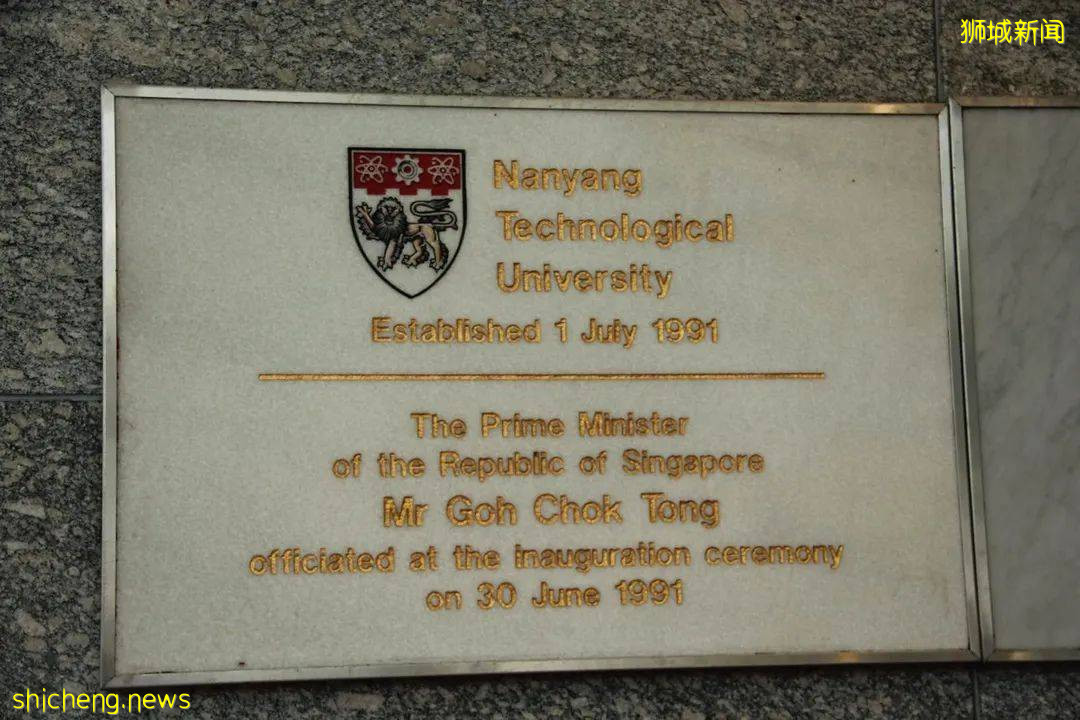 狮城新闻
Nanyang
Technological
University
Established 1 July 1991
The Prime Minister
of the Republic of Singapore
Mr Goh Chok Tong
officiated at the inauguration ceremony
on 30 June 1991
shicheng.news